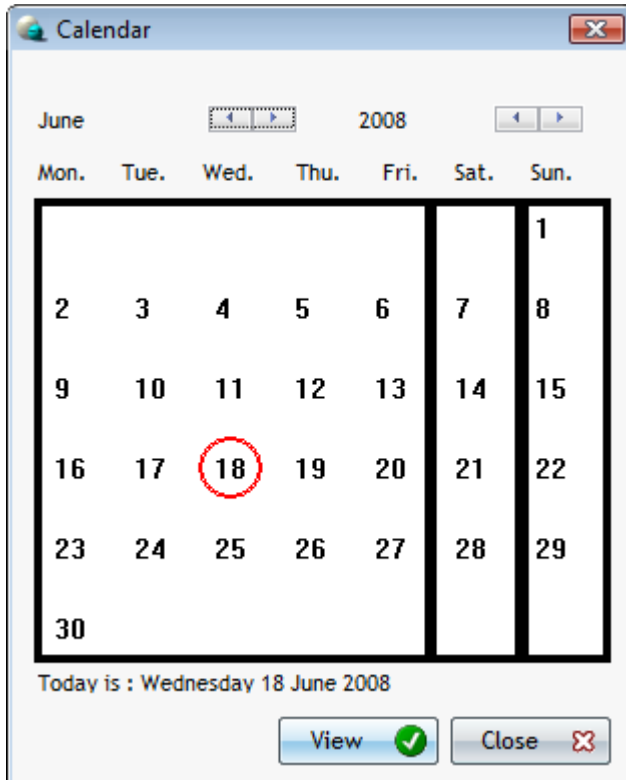 Calendar
June 2008
Mon. Tue. Wed. Thu. Fri. Sat. Sun.
1
2 3 4 5 6 7 8
9 10 11 12 13 14 15
16 17 18 19 20 21 22
23 24 25 26 27 28 29
30
Today is : Wednesday 18 June 2008
View Close